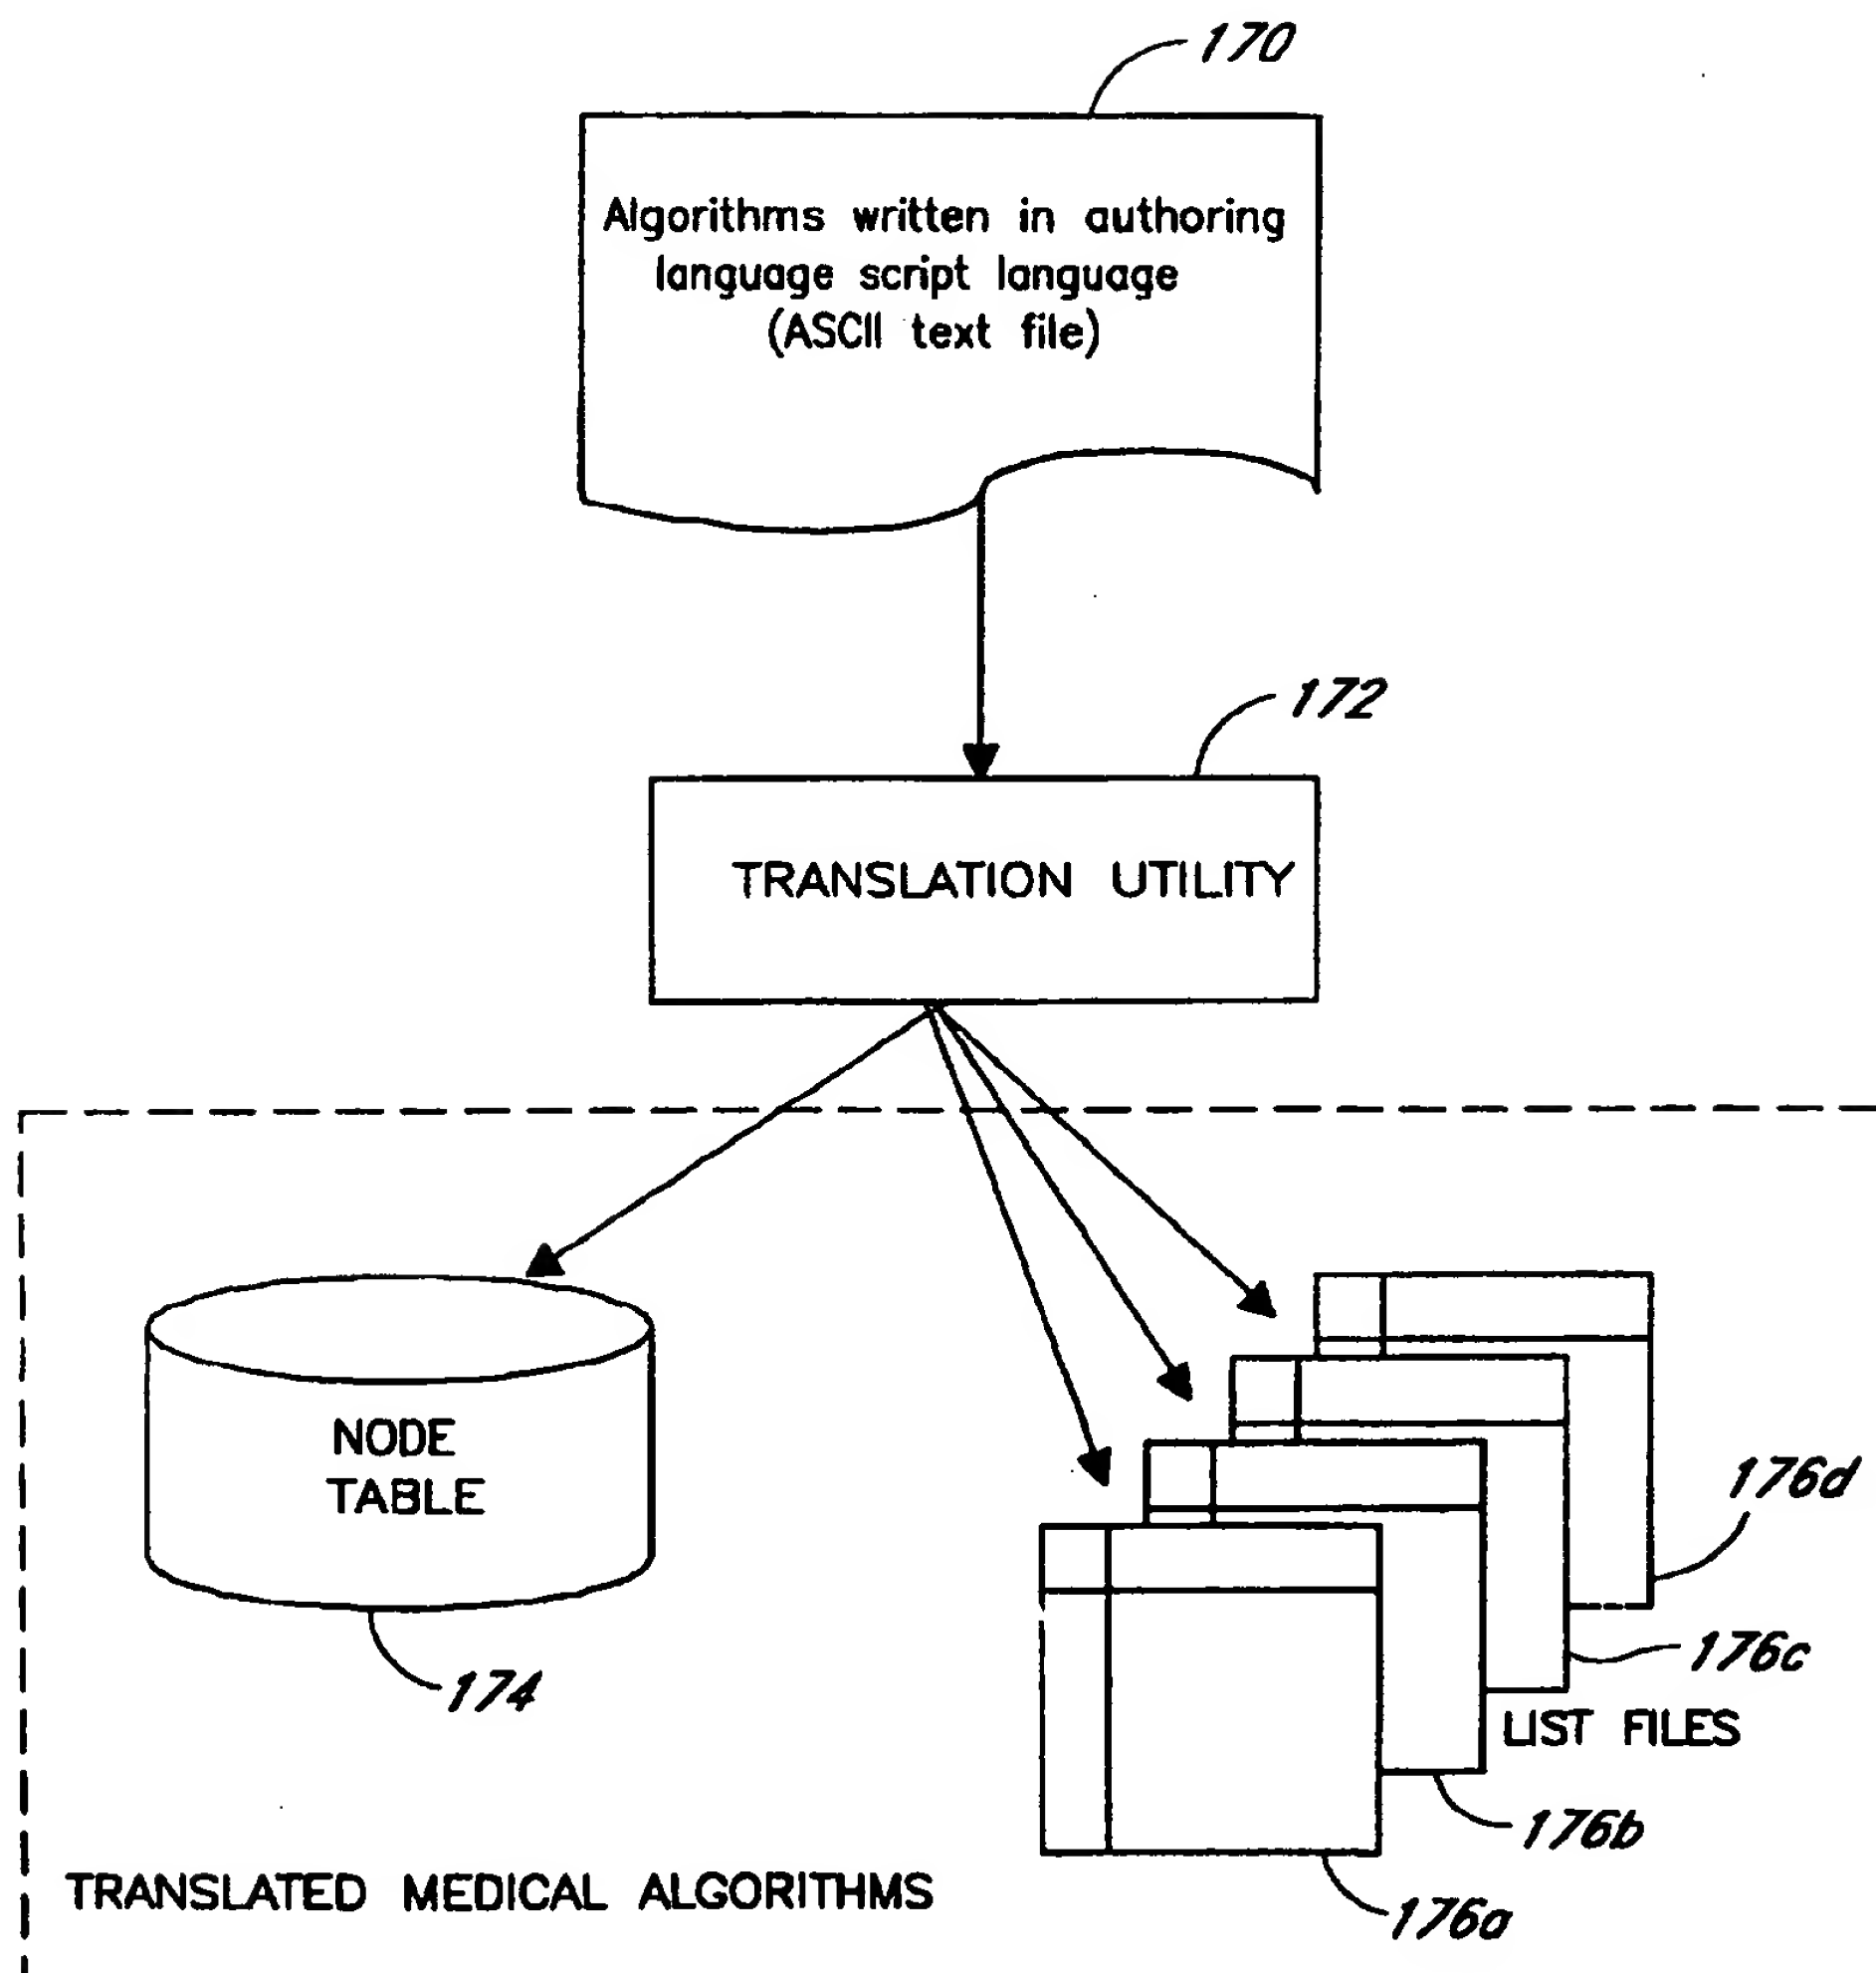 170
Algorithms written in authoring
language script language
(ASCII text file)
172
TRANSLATION UTILITY
NODE
TABLE
174
176d
176c
LIST FILES
176b
176a
TRANSLATED MEDICAL ALGORITHMS